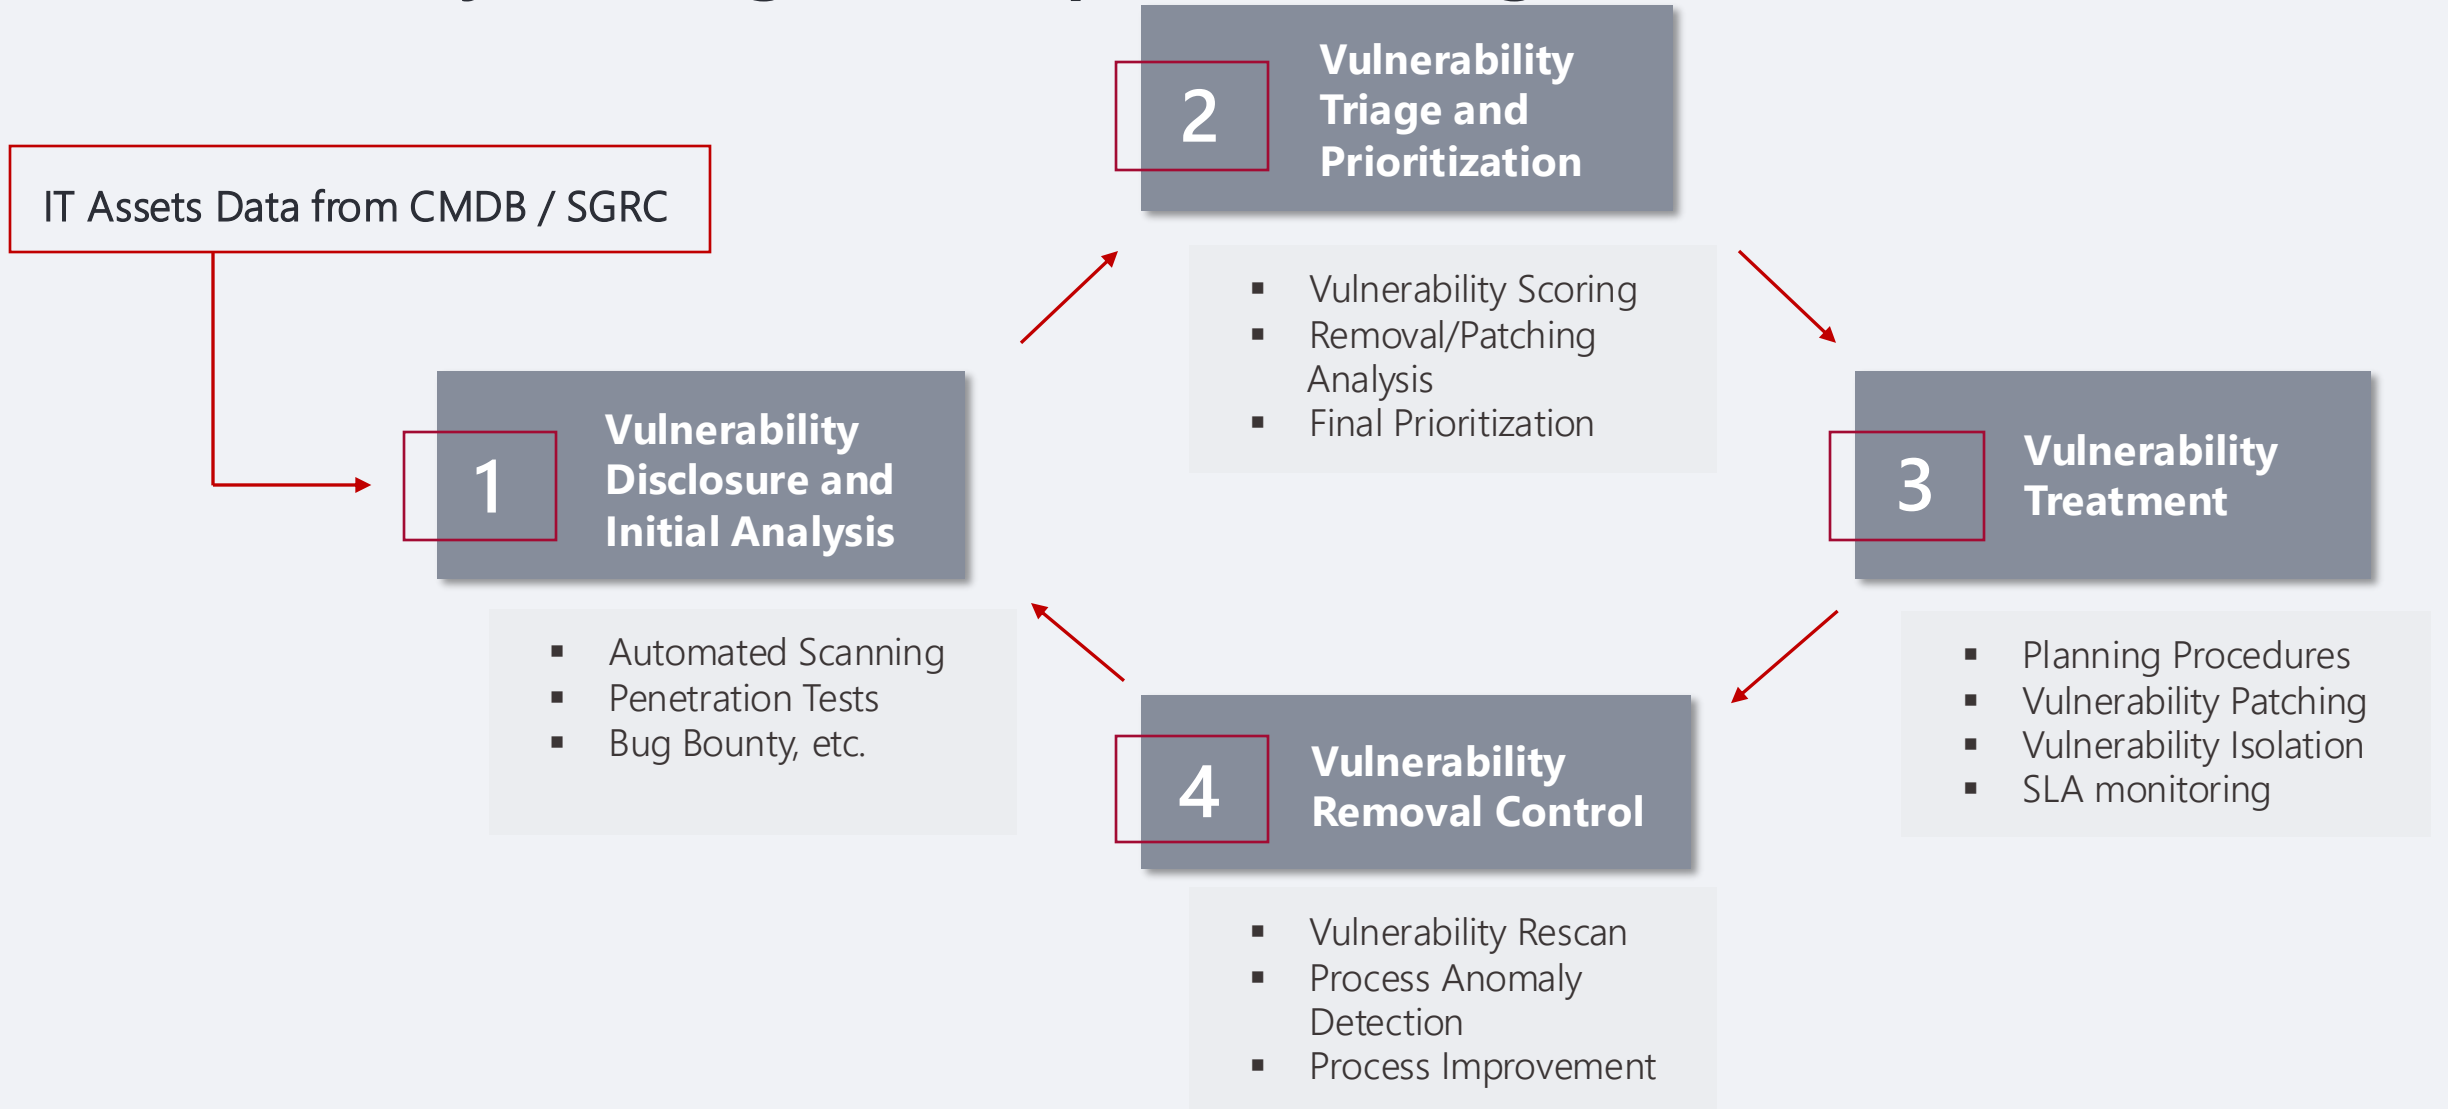 IT Assets Data from CMDB / SGRC
1
Vulnerability
Disclosure and
Initial Analysis
▪ Automated Scanning
▪ Penetration Tests
▪ Bug Bounty, etc.
2
Vulnerability
Triage and
Prioritization
▪ Vulnerability Scoring
▪ Removal/Patching
Analysis
▪ Final Prioritization
3
Vulnerability
Treatment
▪ Planning Procedures
▪ Vulnerability Patching
▪ Vulnerability Isolation
▪ SLA monitoring
4
Vulnerability
Removal Control
▪ Vulnerability Rescan
▪ Process Anomaly
Detection
▪ Process Improvement